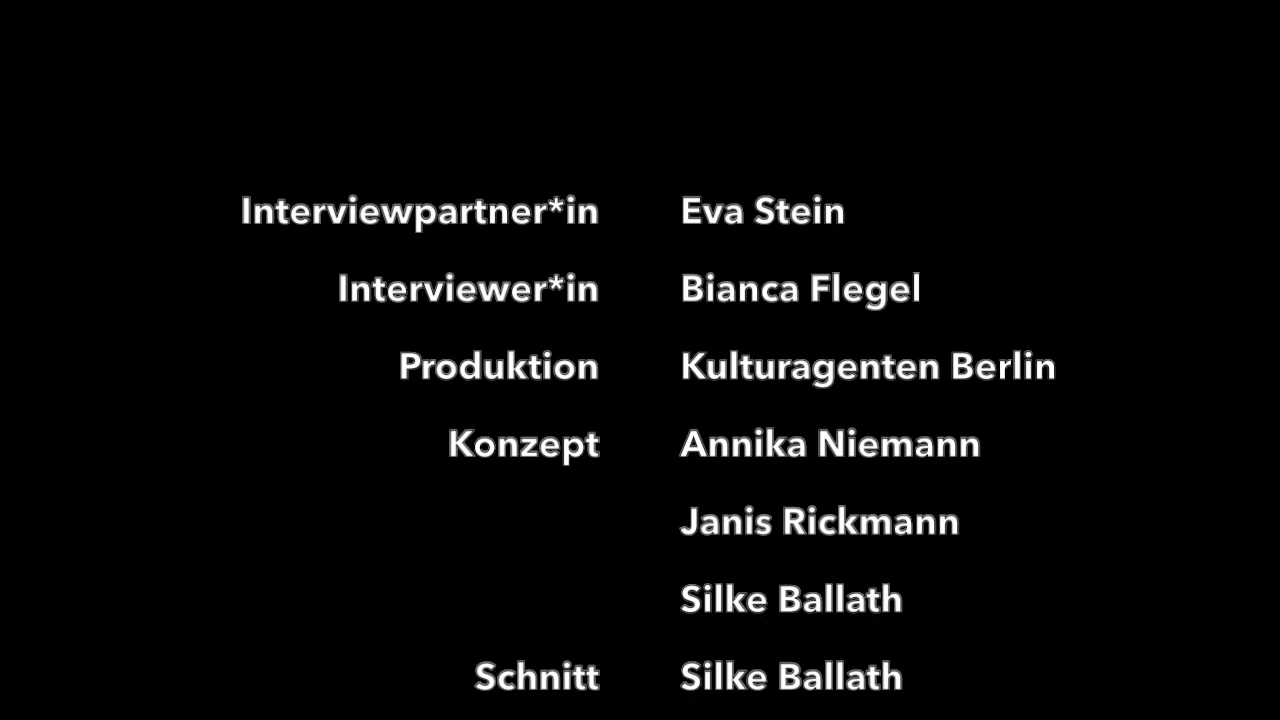 Interviewpartner*in Eva Stein
Interviewer*in Bianca Flegel
Produktion Kulturagenten Berlin
Konzept Annika Niemann
Janis Rickmann
Silke Ballath
Schnitt Silke Ballath